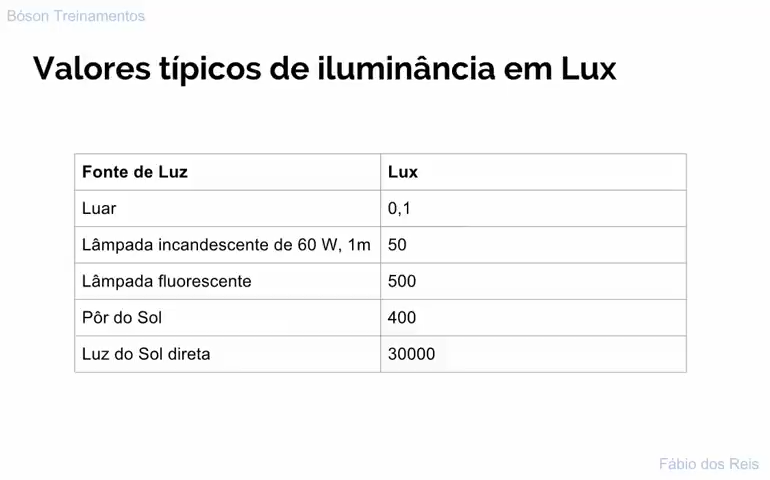 Bóson Treinamentos
Valores típicos de iluminância em Lux
Fonte de Luz Lux
Luar 0,1
Lâmpada incandescente de 60 W, 1m 50
Lâmpada fluorescente 500
Pôr do Sol 400
Luz do Sol direta 30000
Fábio dos Reis